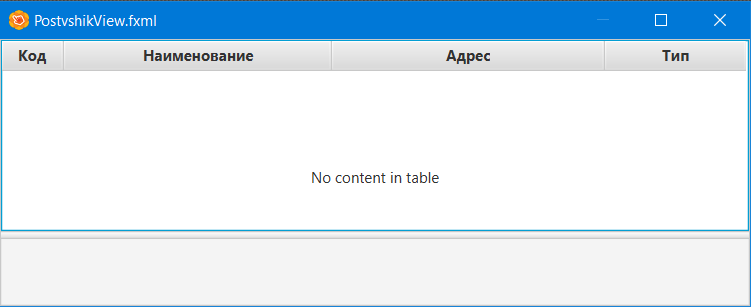 PostvshikView.fxml
Код Наименование Адрес Тип
No content in table